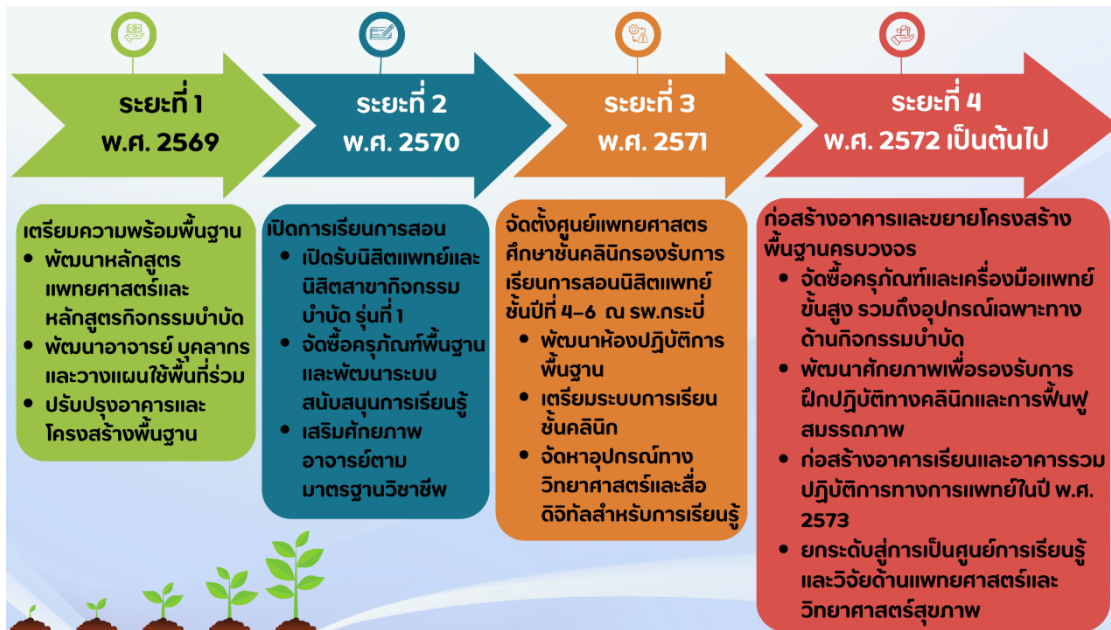 ระยะที่ 1
พ.ศ. 2569
ระยะที่ 2
พ.ศ. 2570
ระยะที่ 3
พ.ศ. 2571
ระยะที่ 4
พ.ศ. 2572 เป็นต้นไป
เตรียมความพร้อมพื้นฐาน
• พัฒนาหลักสูตร
แพทยศาสตร์และ
หลักสูตรกิจกรรมบำบัด
• พัฒนาอาจารย์ บุคลากร
และวางแผนใช้พื้นที่ร่วม
• ปรับปรุงอาคารและ
โครงสร้างพื้นฐาน
เปิดการเรียนการสอน
• เปิดรับนิสิตแพทย์และ
นิสิตสาขากิจกรรม
บำบัด รุ่นที่ 1
• จัดซื้อครุภัณฑ์พื้นฐาน
และพัฒนาระบบ
สนับสนุนการเรียนรู้
• เสริมศักยภาพ
อาจารย์ตาม
มาตรฐานวิชาชีพ
จัดตั้งศูนย์แพทยศาสตร
ศึกษาชั้นคลินิกรองรับการ
เรียนการสอนนิสิตแพทย์
ชั้นปีที่ 4-6 ณ รพ.กระบี่
• พัฒนาห้องปฏิบัติการ
พื้นฐาน
• เตรียมระบบการเรียน
ชั้นคลินิก
• จัดหาอุปกรณ์ทาง
วิทยาศาสตร์และสื่อ
ดิจิทัลสำหรับการเรียนรู้
ก่อสร้างอาคารและขยายโครงสร้าง
พื้นฐานครบวงจร
• จัดซื้อครุภัณฑ์และเครื่องมือแพทย์
ขั้นสูง รวมถึงอุปกรณ์เฉพาะทาง
ด้านกิจกรรมบำบัด
• พัฒนาศักยภาพเพื่อรองรับการ
ฝึกปฏิบัติทางคลินิกและการฟื้นฟู
สมรรถภาพ
• ก่อสร้างอาคารเรียนและอาคารรวม
ปฏิบัติการทางการแพทย์ในปี พ.ศ.
2573
• ยกระดับสู่การเป็นศูนย์การเรียนรู้
และวิจัยด้านแพทยศาสตร์และ
วิทยาศาสตร์สุขภาพ